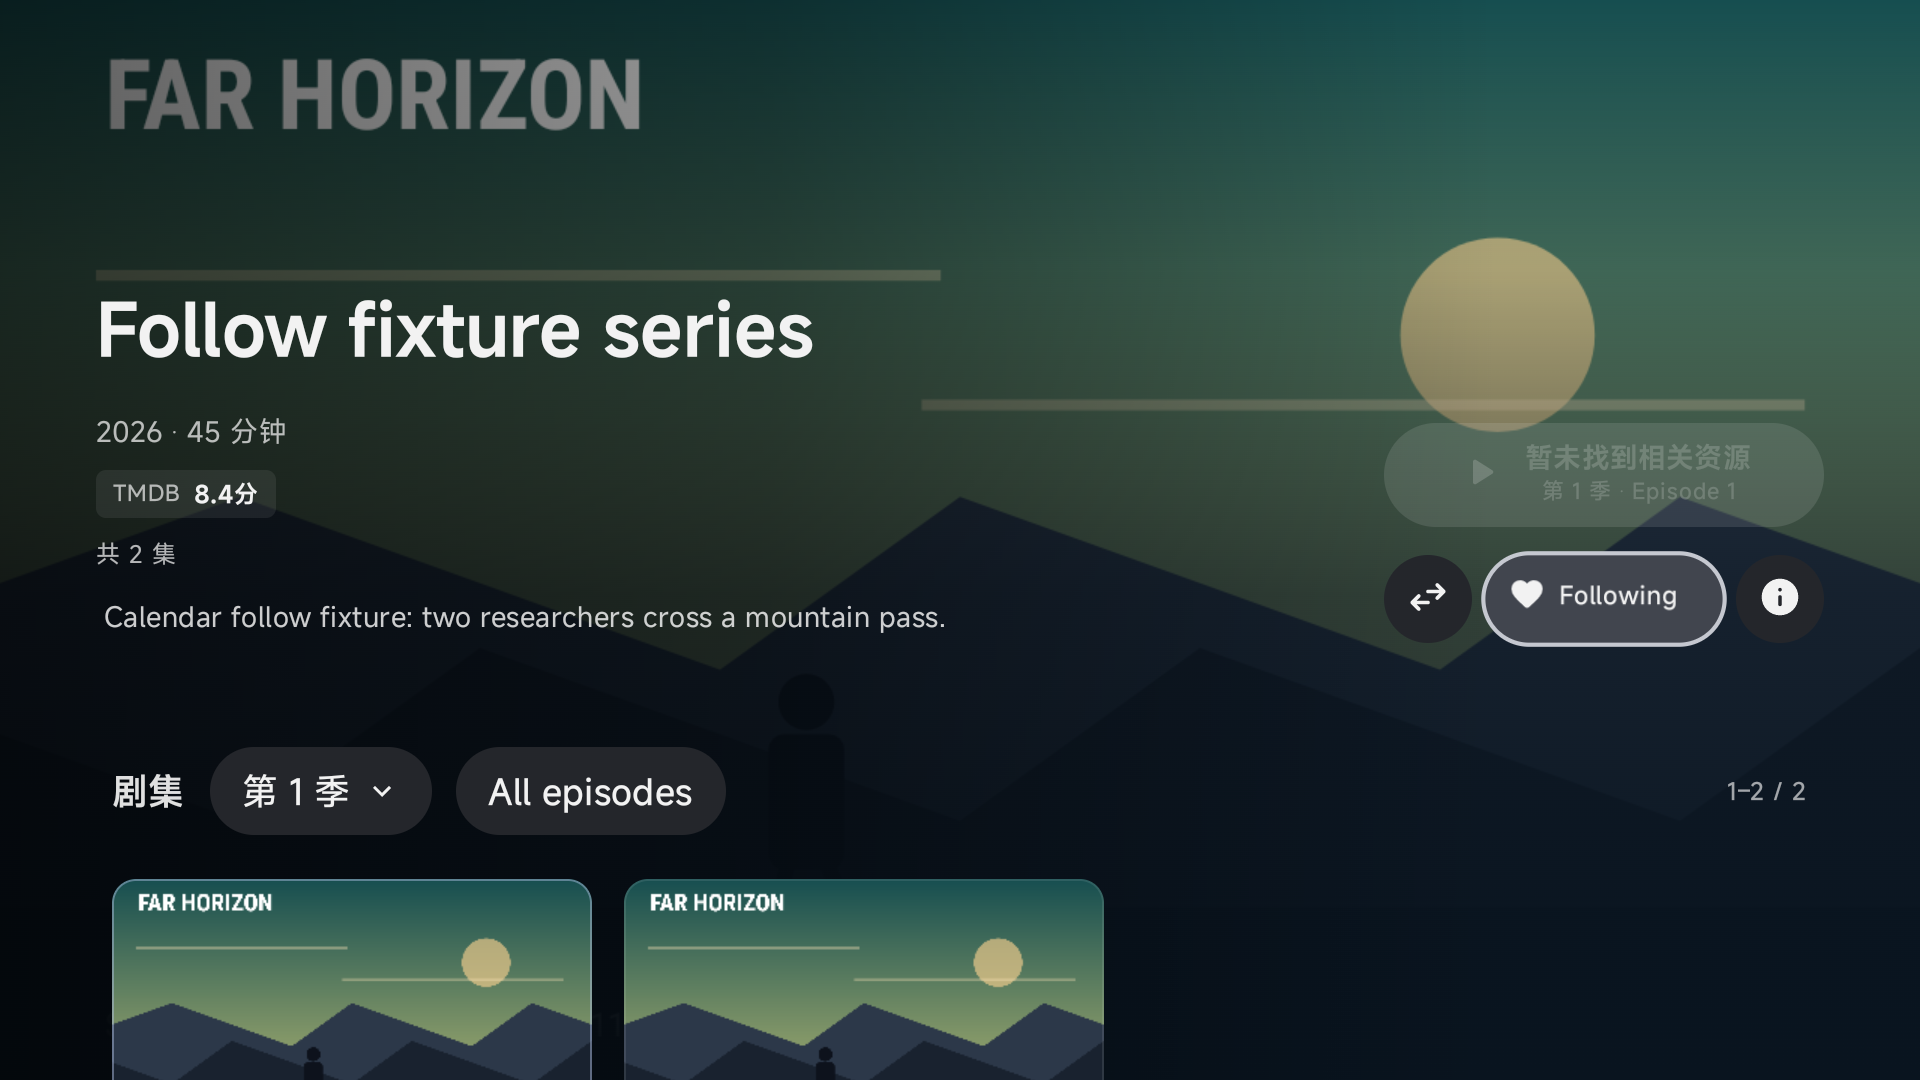 FAR HORIZON
Follow fixture series
2026 · 45 分钟
TMDB 8.4分
共 2 集
Calendar follow fixture: two researchers cross a mountain pass.
暂未找到相关资源
第 1 季 · Episode 1
Following
剧集
第 1 季
All episodes
1–2 / 2
FAR HORIZON
FAR HORIZON